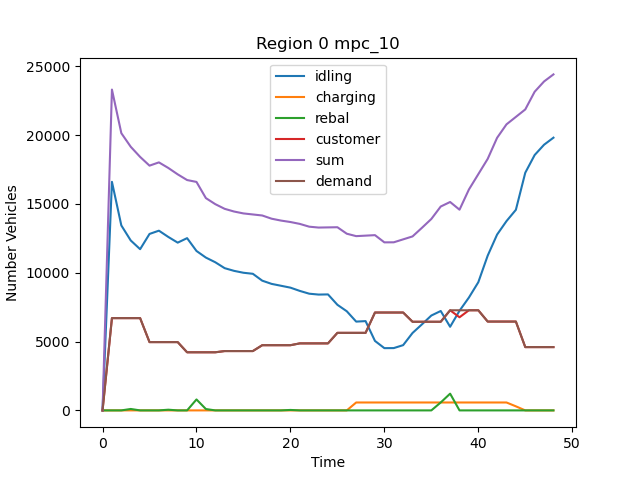 Region 0 mpc_10
25000
20000
15000
10000
5000
0
Number Vehicles
idling
charging
rebal
customer
sum
demand
0
10
20
30
40
50
Time